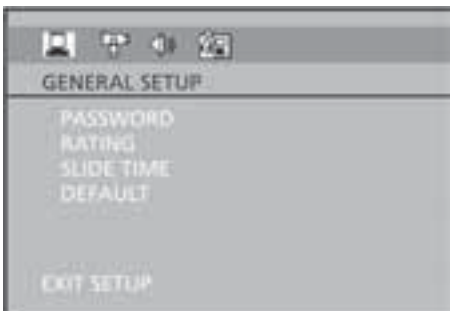 GENERAL SETUP
PASSWORD
RATING
SLIDE TIME
DEFAULT
EXIT SETUP